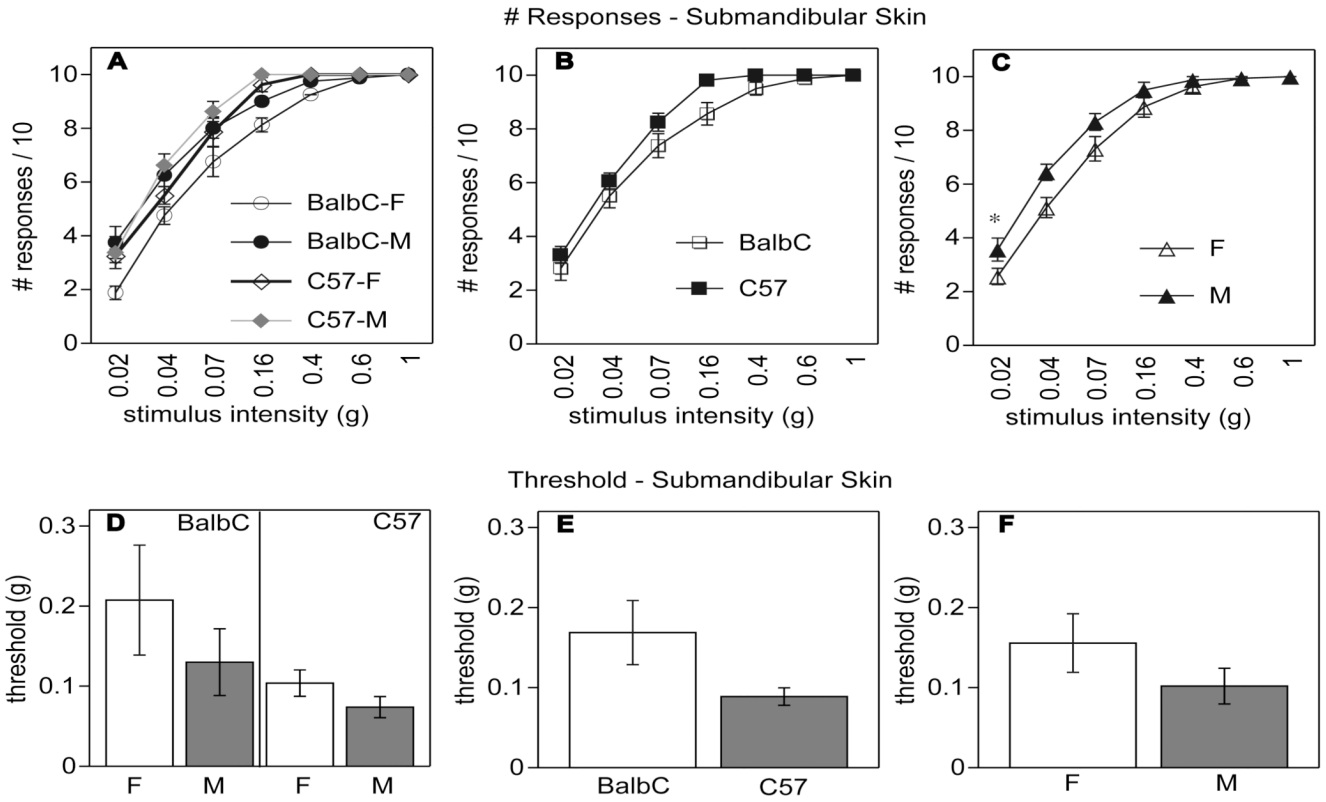 # Responses - Submandibular Skin
A
# responses / 10
10
8
6
4
2
0
BalbC-F
BalbC-M
C57-F
C57-M
0.02
0.04
0.07
0.16
0.4
0.6
1
stimulus intensity (g)
B
# responses / 10
10
8
6
4
2
0
BalbC
C57
0.02
0.04
0.07
0.16
0.4
0.6
1
stimulus intensity (g)
C
# responses / 10
10
8
6
4
2
0
*
F
M
0.02
0.04
0.07
0.16
0.4
0.6
1
stimulus intensity (g)
Threshold - Submandibular Skin
D
BalbC
C57
threshold (g)
0.3
0.2
0.1
0
F
M
F
M
E
threshold (g)
0.3
0.2
0.1
0
BalbC
C57
F
threshold (g)
0.3
0.2
0.1
0
F
M